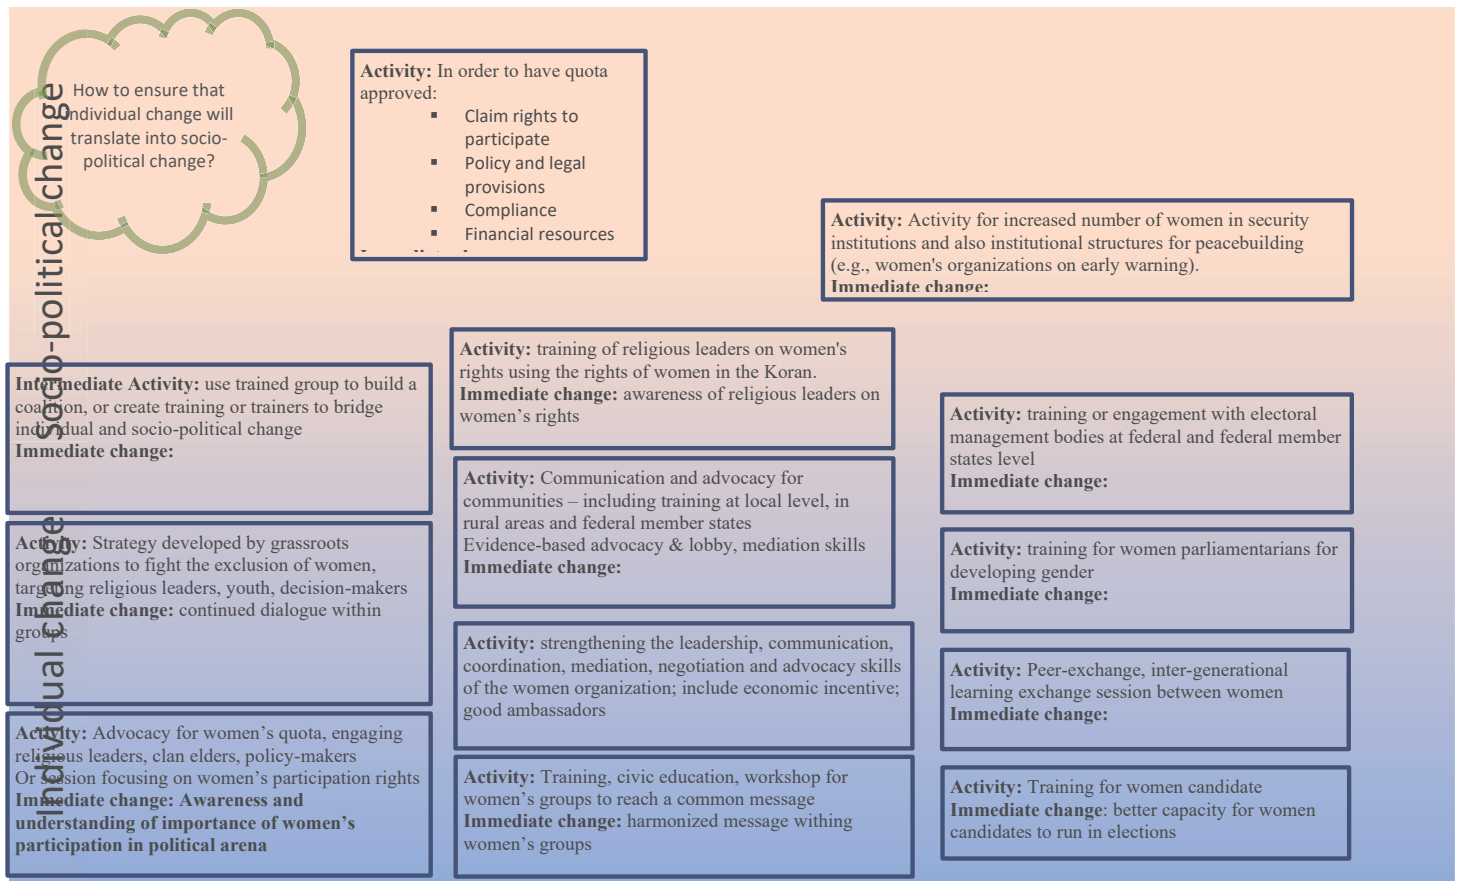 How to ensure that
individual change will
translate into socio-
political change?
Socio-political change
Individual change
Activity: In order to have quota
approved:
▪ Claim rights to
participate
▪ Policy and legal
provisions
▪ Compliance
▪ Financial resources
Activity: Activity for increased number of women in security
institutions and also institutional structures for peacebuilding
(e.g., women's organizations on early warning).
Immediate change:
Intermediate Activity: use trained group to build a
coalition, or create training or trainers to bridge
individual and socio-political change
Immediate change:
Activity: Strategy developed by grassroots
organizations to fight the exclusion of women,
targeting religious leaders, youth, decision-makers
Immediate change: continued dialogue within
groups
Activity: Advocacy for women’s quota, engaging
religious leaders, clan elders, policy-makers
Or session focusing on women’s participation rights
Immediate change: Awareness and
understanding of importance of women’s
participation in political arena
Activity: training of religious leaders on women's
rights using the rights of women in the Koran.
Immediate change: awareness of religious leaders on
women’s rights
Activity: Communication and advocacy for
communities – including training at local level, in
rural areas and federal member states
Evidence-based advocacy & lobby, mediation skills
Immediate change:
Activity: strengthening the leadership, communication,
coordination, mediation, negotiation and advocacy skills
of the women organization; include economic incentive;
good ambassadors
Activity: Training, civic education, workshop for
women’s groups to reach a common message
Immediate change: harmonized message withing
women’s groups
Activity: training or engagement with electoral
management bodies at federal and federal member
states level
Immediate change:
Activity: training for women parliamentarians for
developing gender
Immediate change:
Activity: Peer-exchange, inter-generational
learning exchange session between women
Immediate change:
Activity: Training for women candidate
Immediate change: better capacity for women
candidates to run in elections